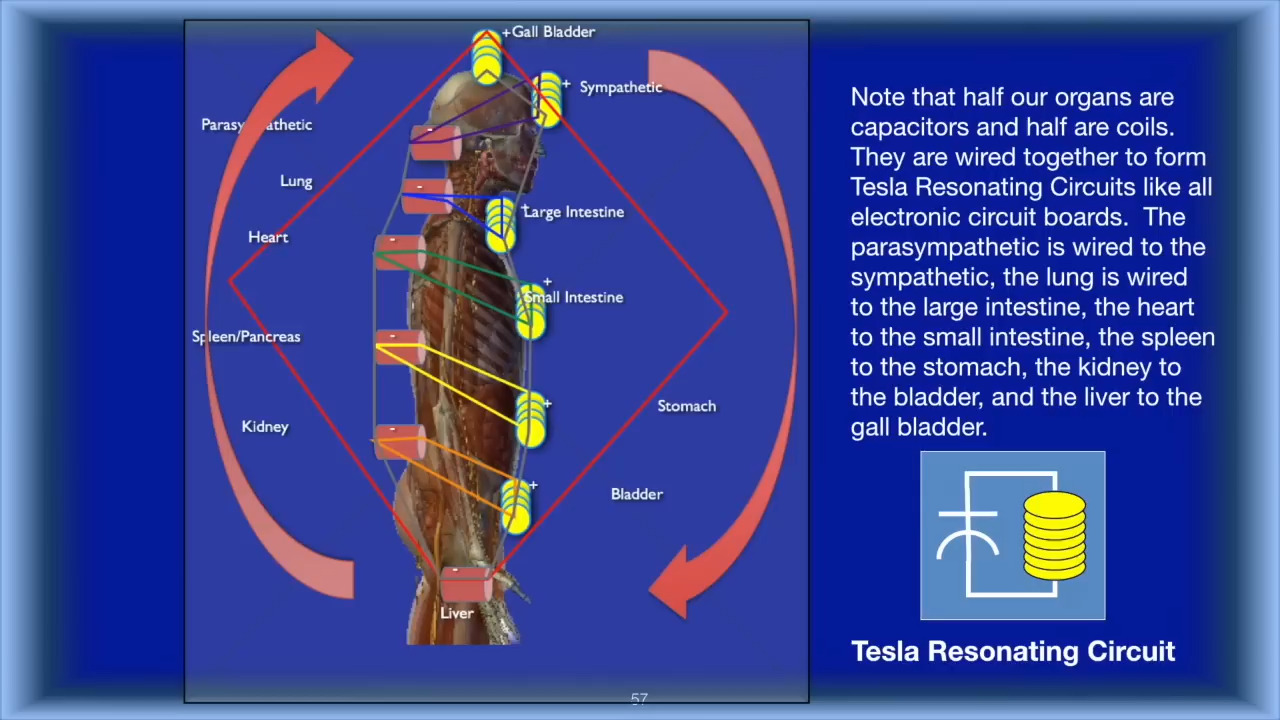 +Gall Bladder
+ Sympathetic
Parasympathetic
Lung
+
Large Intestine
Heart
+
Small Intestine
Spleen/Pancreas
+
Stomach
Kidney
+
Bladder
Liver
57
Note that half our organs are
capacitors and half are coils.
They are wired together to form
Tesla Resonating Circuits like all
electronic circuit boards.  The
parasympathetic is wired to the
sympathetic, the lung is wired
to the large intestine, the heart
to the small intestine, the spleen
to the stomach, the kidney to
the bladder, and the liver to the
gall bladder.
Tesla Resonating Circuit